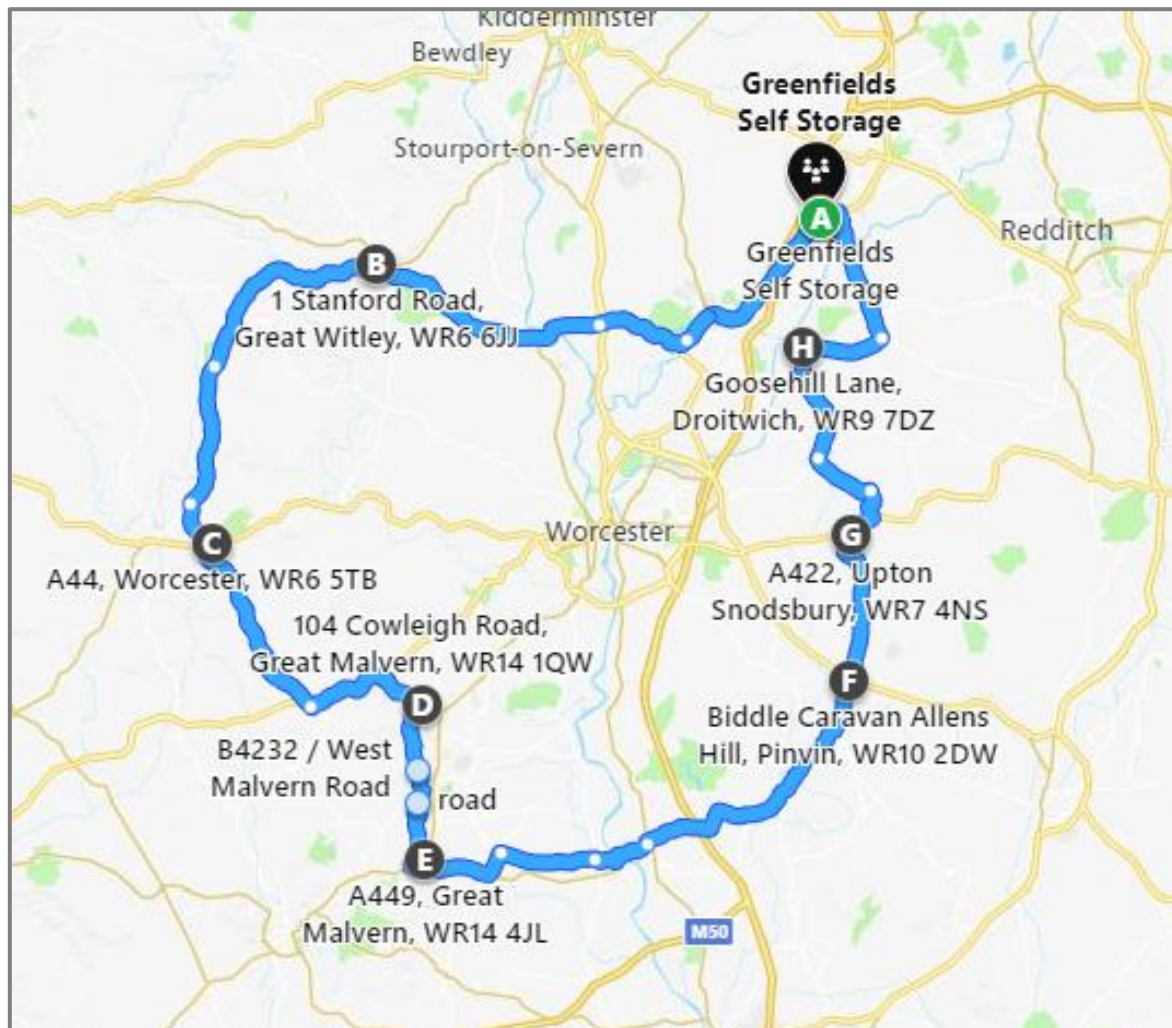 Kidderminster
Bewdley
Greenfields
Self Storage
Stourport-on-Severn
A
Redditch
Greenfields
Self Storage
B
1 Stanford Road,
Great Witley, WR6 6JJ
H
Goosehill Lane,
Droitwich, WR9 7DZ
Worcester
C
A44, Worcester, WR6 5TB
G
A422, Upton
Snodsbury, WR7 4NS
104 Cowleigh Road,
Great Malvern, WR14 1QW
D
F
Biddle Caravan Allens
Hill, Pinvin, WR10 2DW
B4232 / West
Malvern Road
road
E
A449, Great
Malvern, WR14 4JL
M50